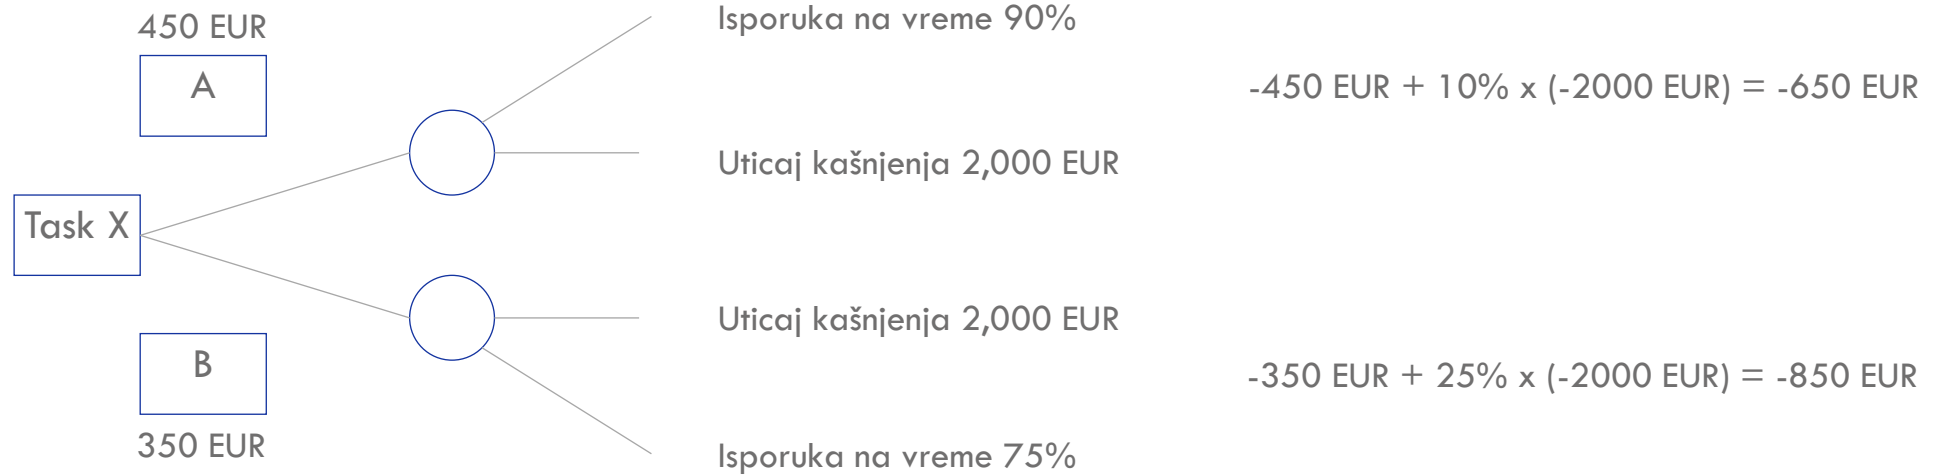 450 EUR
A
Task X
B
350 EUR
Isporuka na vreme 90%
Uticaj kašnjenja 2,000 EUR
Uticaj kašnjenja 2,000 EUR
Isporuka na vreme 75%
-450 EUR + 10% x (-2000 EUR) = -650 EUR
-350 EUR + 25% x (-2000 EUR) = -850 EUR